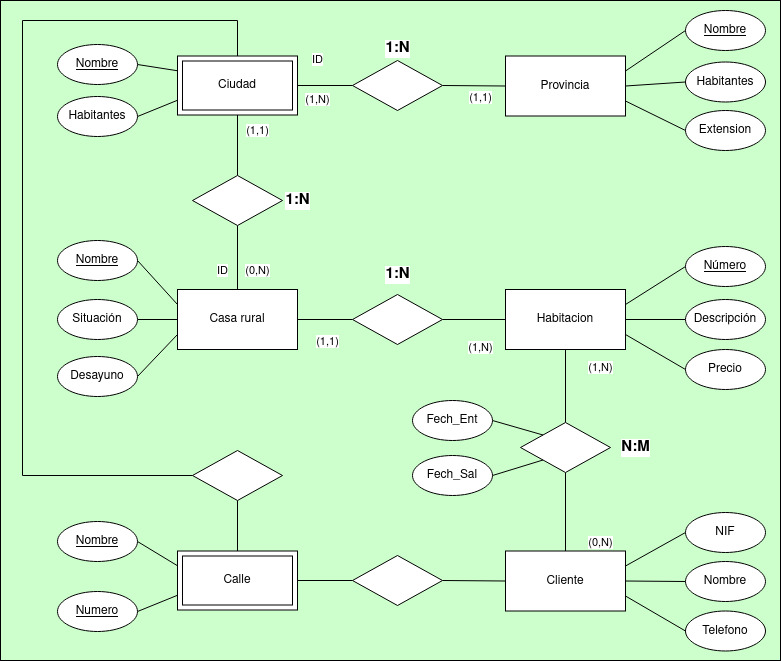 1:N
Nombre
ID
Nombre
Ciudad
Provincia
Habitantes
(1,N)
(1,1)
Habitantes
Extension
(1,1)
1:N
Nombre
ID
(0,N)
1:N
Número
Situación
Casa rural
Habitacion
Descripción
(1,1)
(1,N)
Desayuno
(1,N)
Precio
Fech_Ent
N:M
Fech_Sal
Nombre
(0,N)
NIF
Calle
Cliente
Nombre
Numero
Telefono